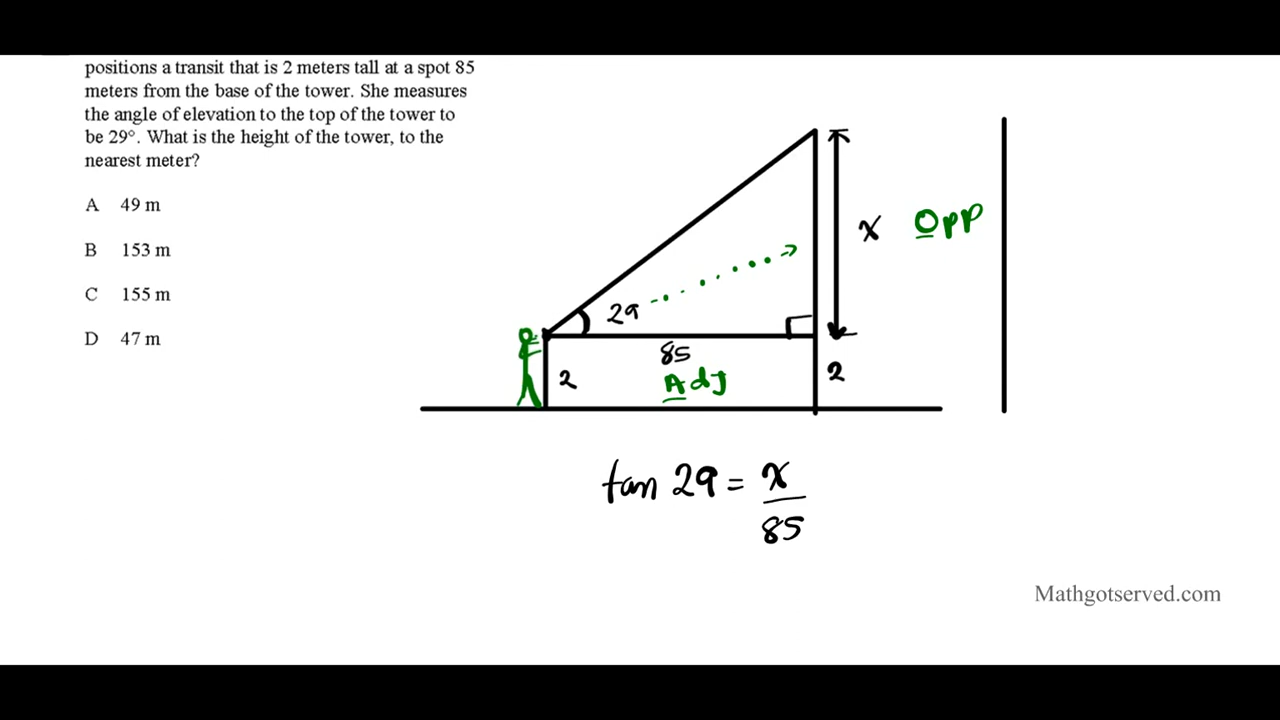 positions a transit that is 2 meters tall at a spot 85
meters from the base of the tower. She measures
the angle of elevation to the top of the tower to
be 29°. What is the height of the tower, to the
nearest meter?
A 49 m
B 153 m
C 155 m
D 47 m
x Opp
29
85
Adj
2
2
tan 29 = x
85
Mathgotserved.com